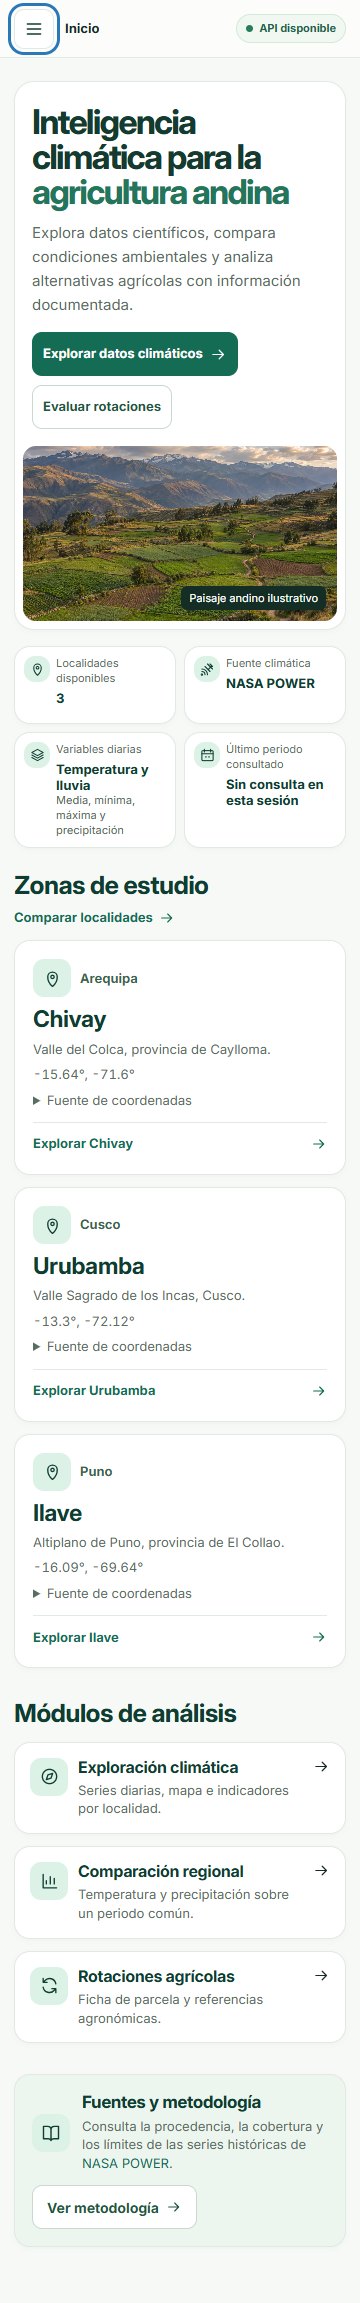 Inicio
API disponible
Inteligencia
climática para la
agricultura andina
Explora datos científicos, compara
condiciones ambientales y analiza
alternativas agrícolas con información
documentada.
Explorar datos climáticos
Evaluar rotaciones
Paisaje andino ilustrativo
Localidades
disponibles
3
Fuente climática
NASA POWER
Variables diarias
Temperatura y
lluvia
Media, mínima,
máxima y
precipitación
Último periodo
consultado
Sin consulta en
esta sesión
Zonas de estudio
Comparar localidades
Arequipa
Chivay
Valle del Colca, provincia de Caylloma.
-15.64°, -71.6°
Fuente de coordenadas
Explorar Chivay
Cusco
Urubamba
Valle Sagrado de los Incas, Cusco.
-13.3°, -72.12°
Fuente de coordenadas
Explorar Urubamba
Puno
Ilave
Altiplano de Puno, provincia de El Collao.
-16.09°, -69.64°
Fuente de coordenadas
Explorar Ilave
Módulos de análisis
Exploración climática
Series diarias, mapa e indicadores
por localidad.
Comparación regional
Temperatura y precipitación sobre
un periodo común.
Rotaciones agrícolas
Ficha de parcela y referencias
agronómicas.
Fuentes y metodología
Consulta la procedencia, la cobertura y
los límites de las series históricas de
NASA POWER.
Ver metodología